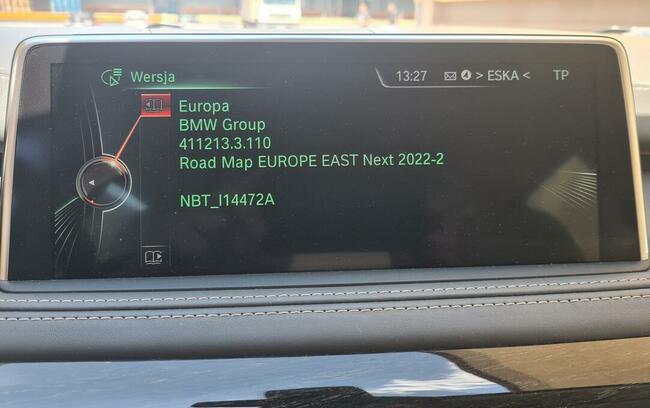 Wersja
13:27 > ESKA < TP
Europa
BMW Group
411213.3.110
Road Map EUROPE EAST Next 2022-2
NBT_I14472A